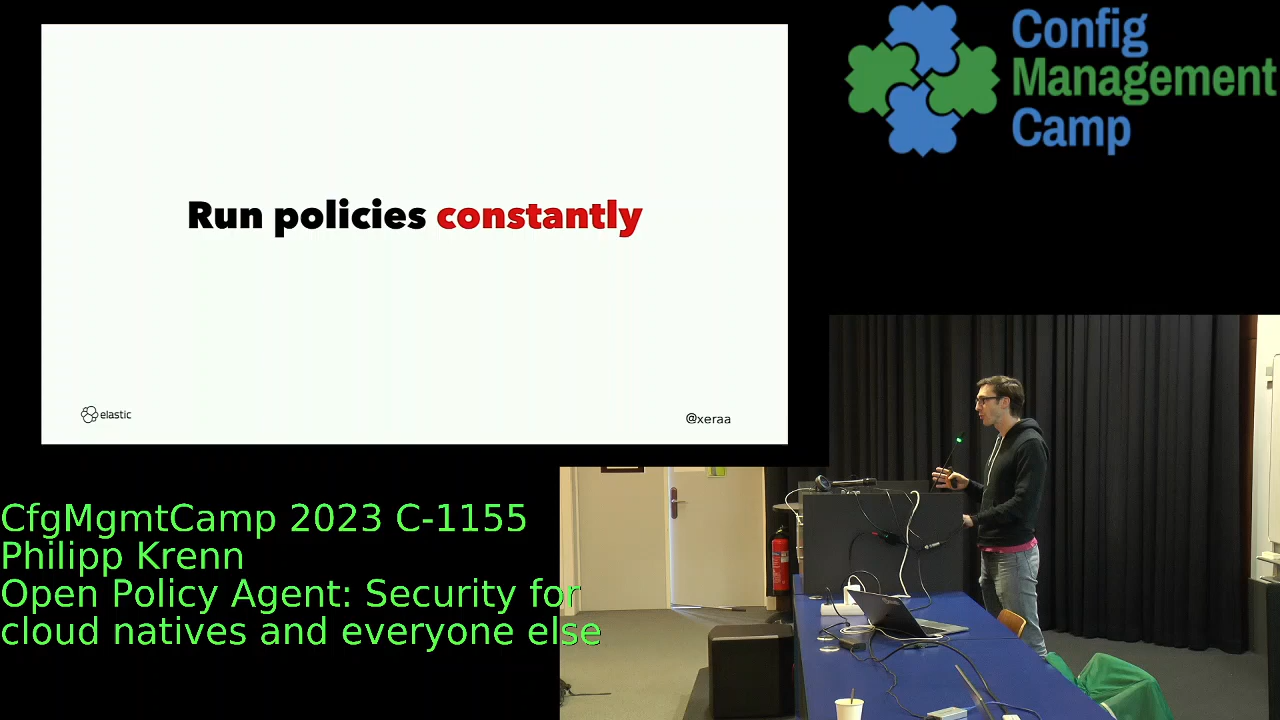 Config
Management
Camp
Run policies constantly
elastic
@xeraa
CfgMgmtCamp 2023 C-1155
Philipp Krenn
Open Policy Agent: Security for
cloud natives and everyone else